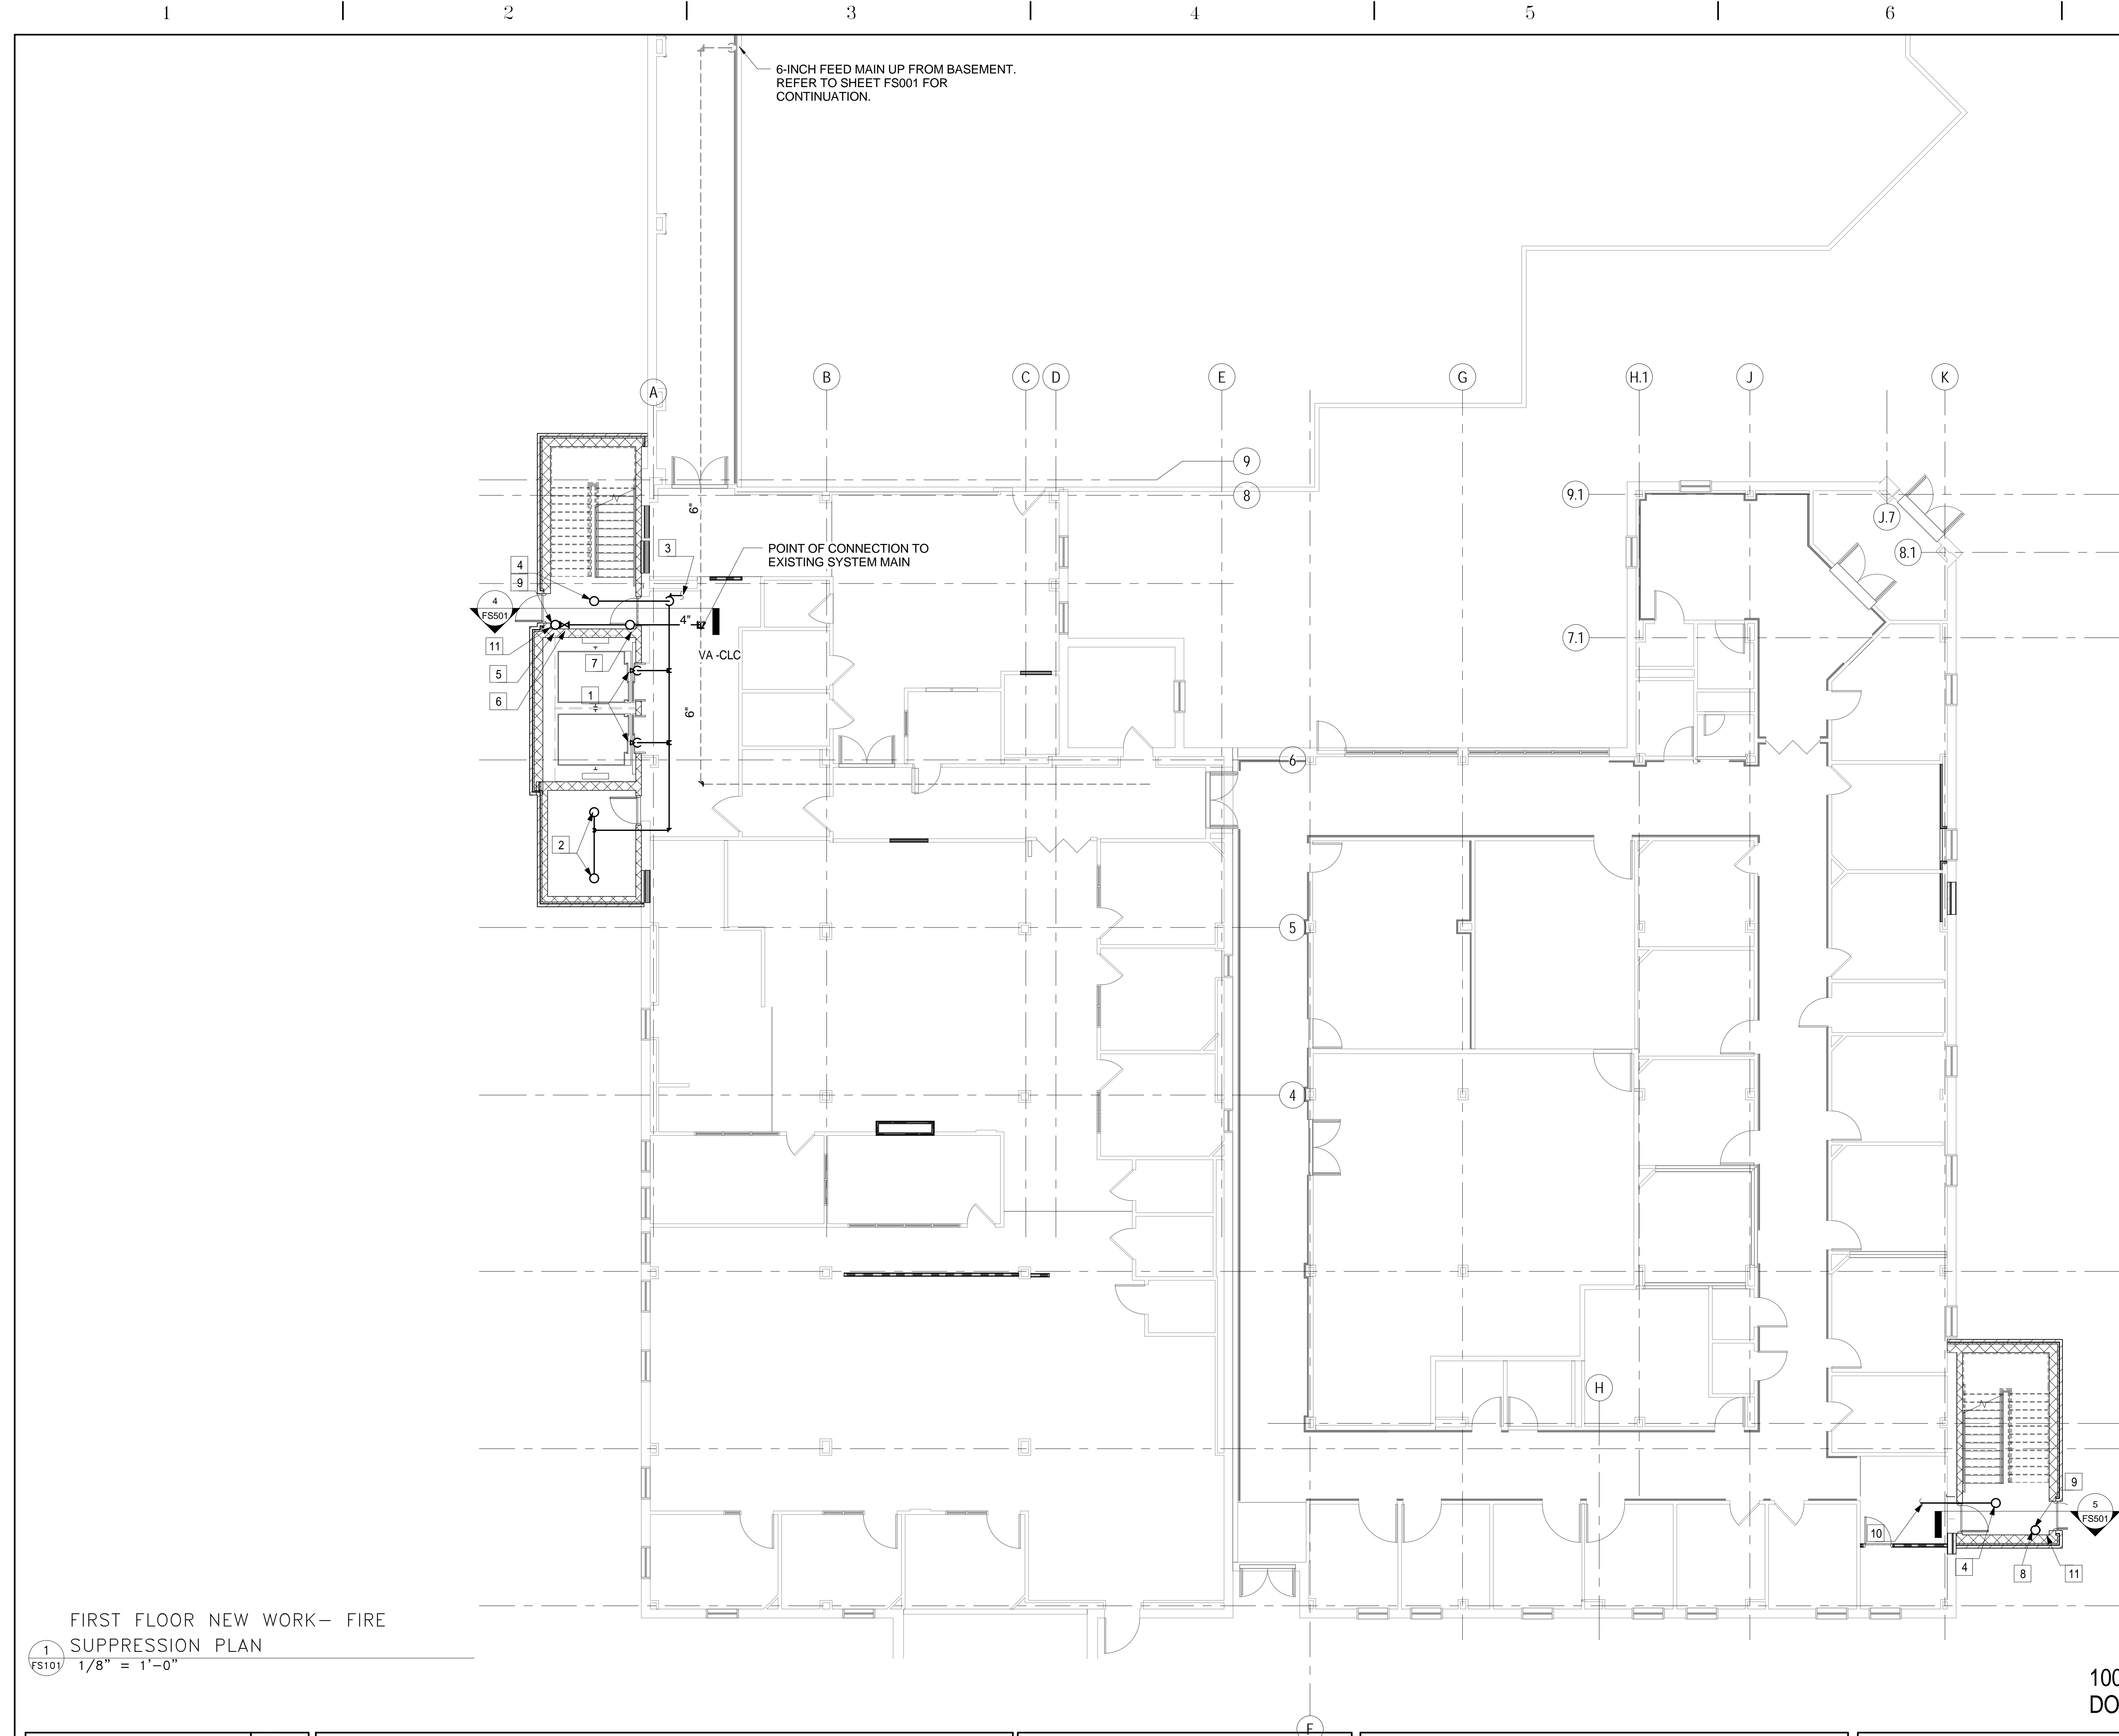 1
2
3
4
5
6
6-INCH FEED MAIN UP FROM BASEMENT.
REFER TO SHEET FS001 FOR
CONTINUATION.
A
B
C
D
E
G
H.1
J
K
9
8
9.1
J.7
8.1
7.1
6"
3
POINT OF CONNECTION TO
EXISTING SYSTEM MAIN
4
9
4
FS501
4"
11
VA -CLC
5
7
6
1
6"
6
2
5
4
H
9
5
FS501
10
4
8
11
FIRST FLOOR NEW WORK— FIRE
SUPPRESSION PLAN
1
FS101
1/8" = 1'-0"
100
DO
F